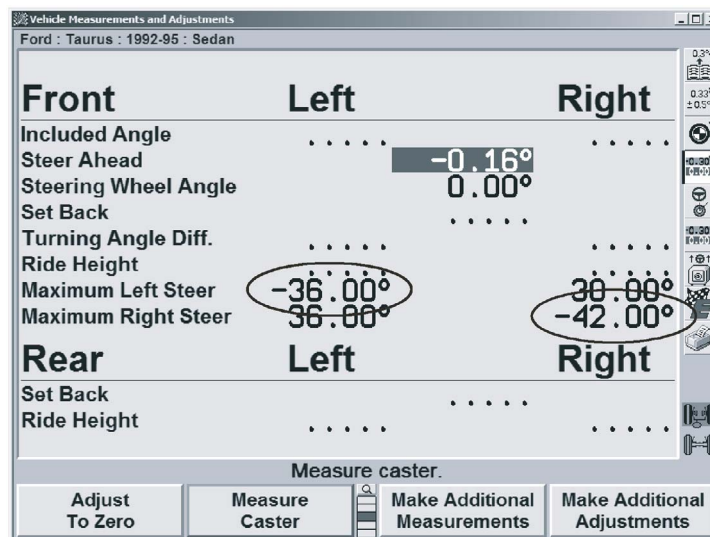 Vehicle Measurements and Adjustments
Ford : Taurus : 1992-95 : Sedan
Front Left Right
Included Angle . . . . . . . . . .
Steer Ahead -0.16°
Steering Wheel Angle 0.00°
Set Back . . . . .
Turning Angle Diff. . . . . . . . . . .
Ride Height . . . . . . . . . .
Maximum Left Steer -36.00° 30.00°
Maximum Right Steer 36.00° -42.00°
Rear Left Right
Set Back . . . . .
Ride Height . . . . . . . . . .
Measure caster.
Adjust
To Zero
Measure
Caster
Make Additional
Measurements
Make Additional
Adjustments